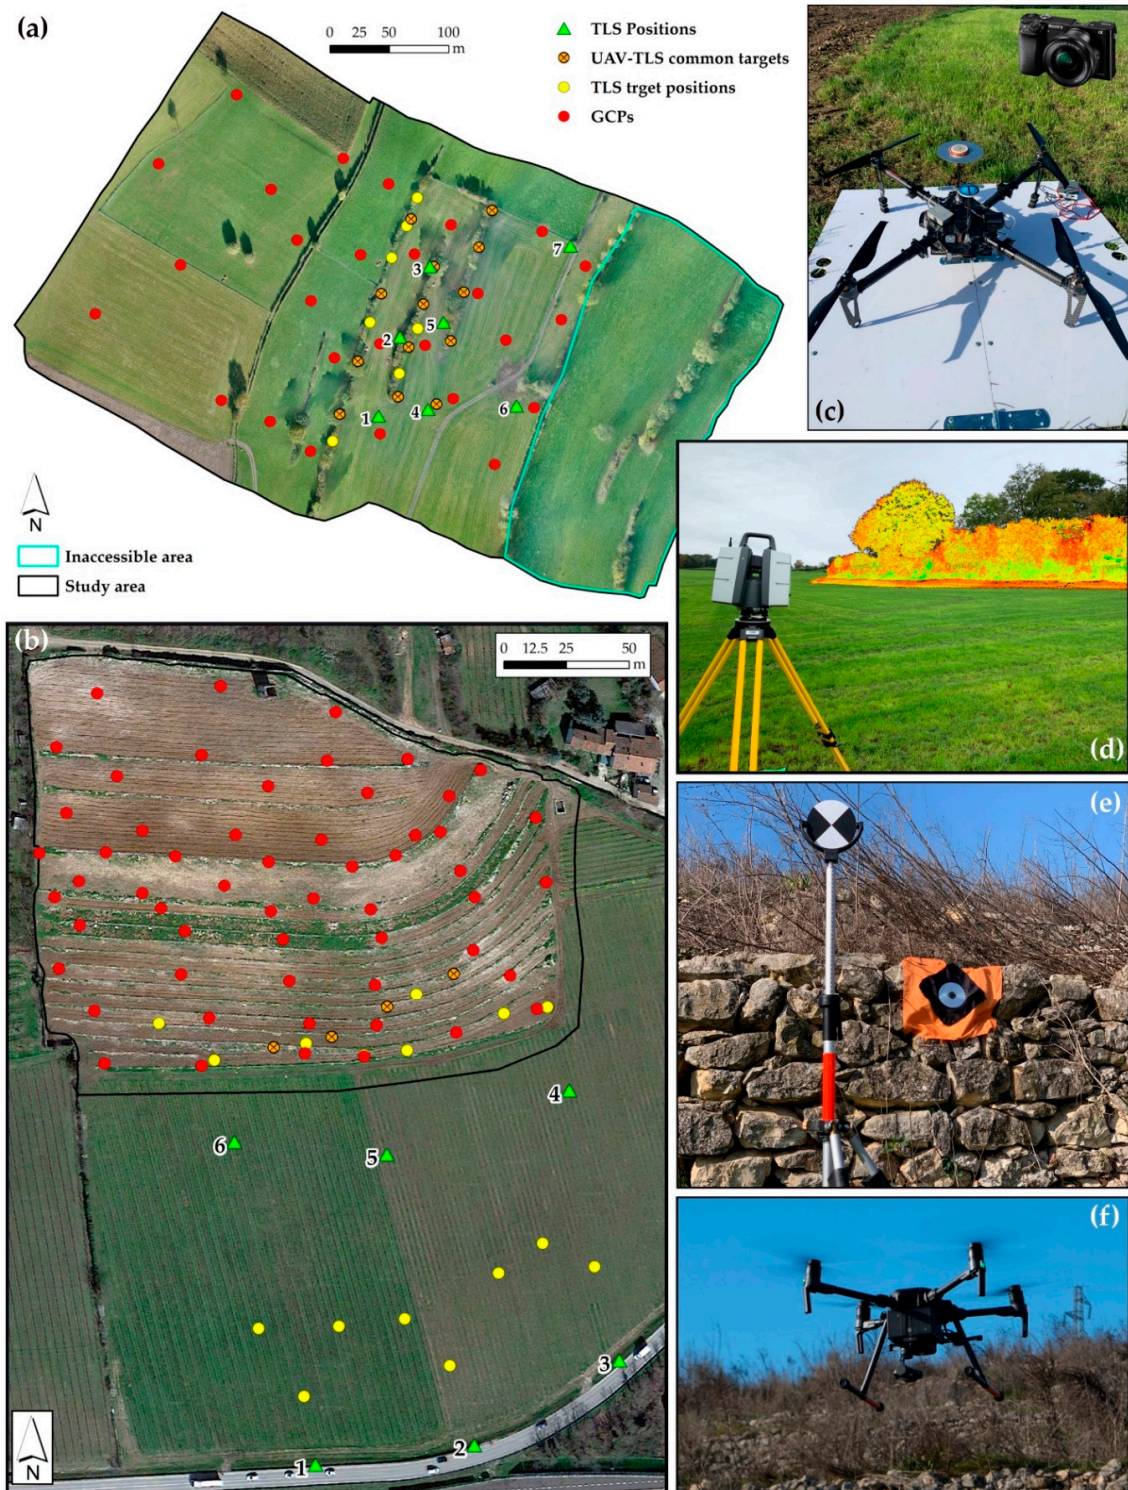 (a)
0 25 50 100
m
TLS Positions
UAV-TLS common targets
TLS trget positions
GCPs
7
3
5
2
1
4
6
N
Inaccessible area
Study area
SONY
α
(c)
(d)
(b)
0 12.5 25 50
m
4
6
5
3
2
1
N
(e)
(f)